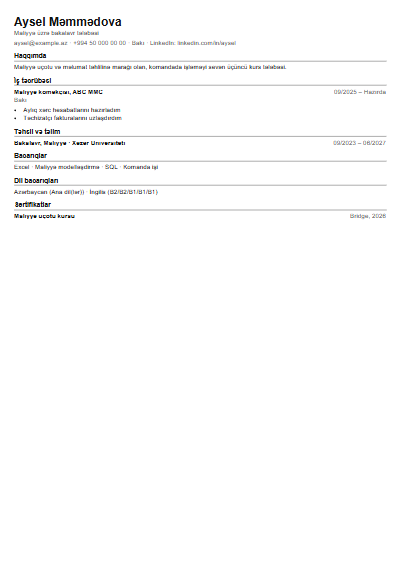 Aysel Məmmədova
Maliyyə üzrə bakalavr tələbəsi
aysel@example.az · +994 50 000 00 00 · Bakı · LinkedIn: linkedin.com/in/aysel
Haqqımda
Maliyyə uçotu və məlumat təhlilinə marağı olan, komandada işləməyi sevən üçüncü kurs tələbəsi.
İş təcrübəsi
Maliyyə köməkçisi, ABC MMC 09/2025 – Hazırda
Bakı
• Aylıq xərc hesabatlarını hazırladım
• Təchizatçı fakturalarını uzlaşdırdım
Təhsil və təlim
Bakalavr, Maliyyə · Xəzər Universiteti 09/2023 – 06/2027
Bacarıqlar
Excel · Maliyyə modelləşdirmə · SQL · Komanda işi
Dil bacarıqları
Azərbaycan (Ana dil(lər)) · İngilis (B2/B2/B1/B1/B1)
Sertifikatlar
Maliyyə uçotu kursu Bridge, 2026